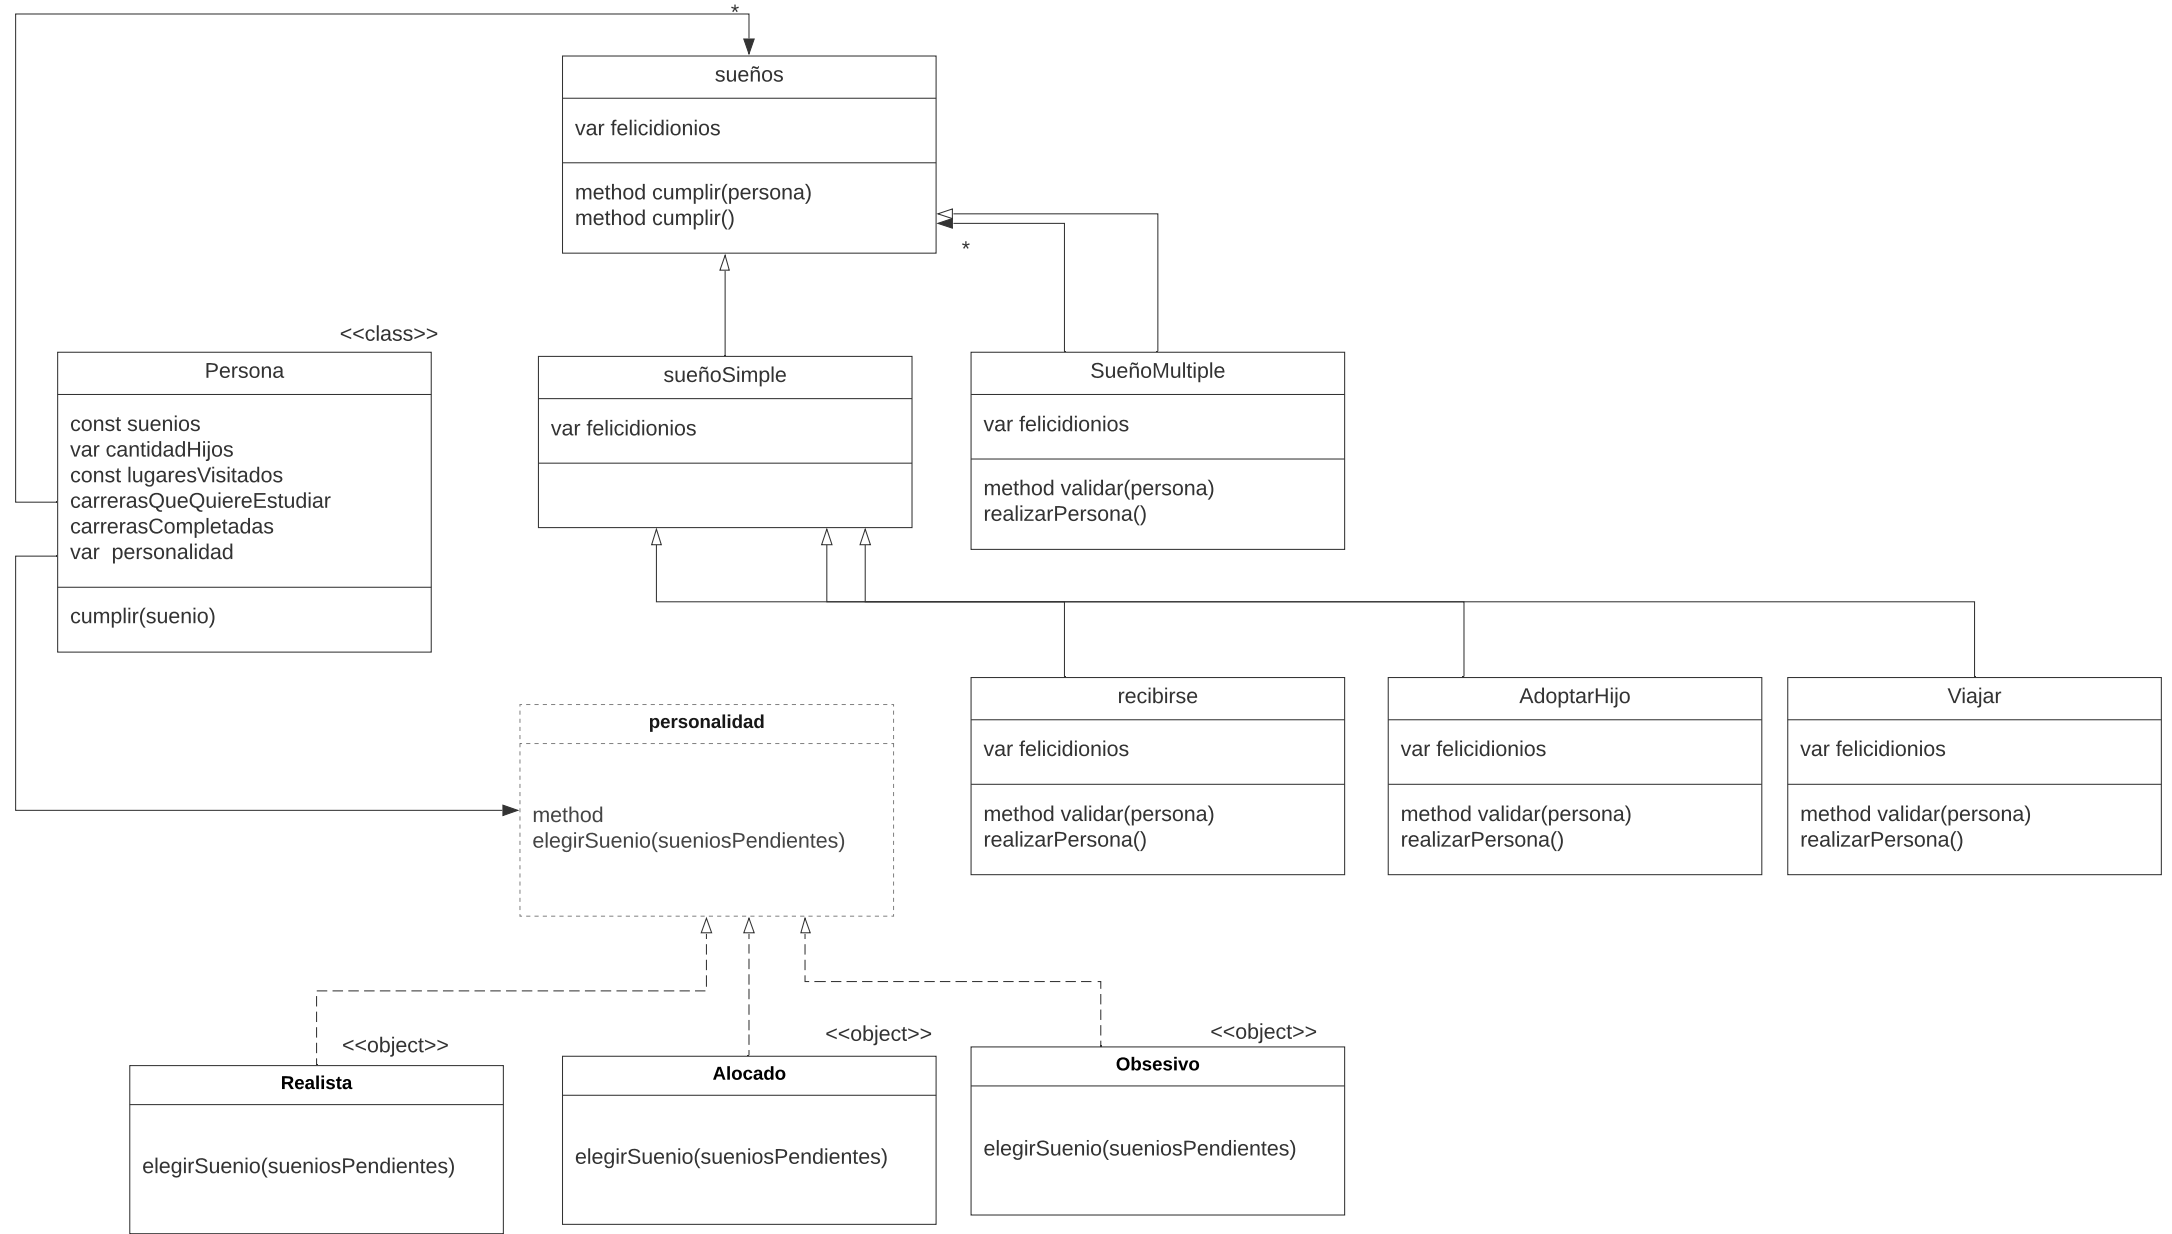 *
sueños
var felicidionios
method cumplir(persona)
method cumplir()
*
<<class>>
Persona
const suenios
var cantidadHijos
const lugaresVisitados
carrerasQueQuiereEstudiar
carrerasCompletadas
var  personalidad
cumplir(suenio)
sueñoSimple
var felicidionios
SueñoMultiple
var felicidionios
method validar(persona)
realizarPersona()
personalidad
method
elegirSuenio(sueniosPendientes)
recibirse
var felicidionios
method validar(persona)
realizarPersona()
AdoptarHijo
var felicidionios
method validar(persona)
realizarPersona()
Viajar
var felicidionios
method validar(persona)
realizarPersona()
<<object>>
Realista
elegirSuenio(sueniosPendientes)
<<object>>
Alocado
elegirSuenio(sueniosPendientes)
<<object>>
Obsesivo
elegirSuenio(sueniosPendientes)